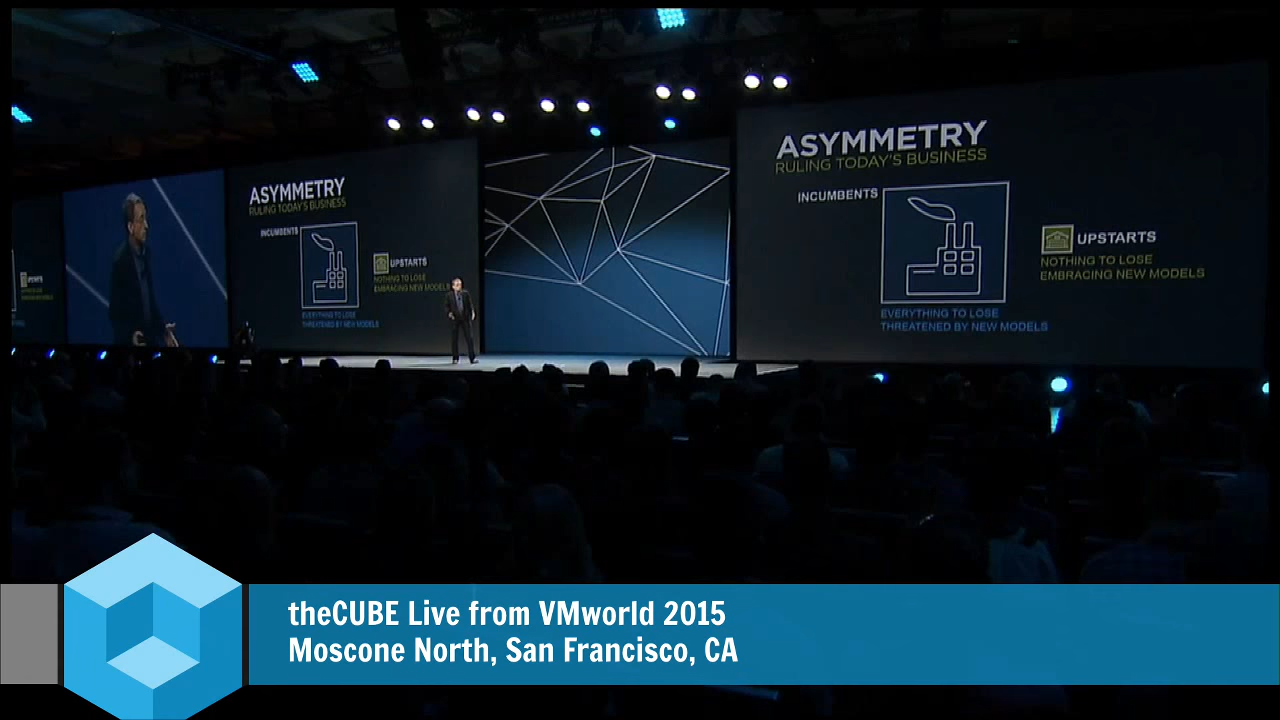 ASYMMETRY
RULING TODAY'S BUSINESS
INCUMBENTS
UPSTARTS
NOTHING TO LOSE
EMBRACING NEW MODELS
EVERYTHING TO LOSE
THREATENED BY NEW MODELS
ASYMMETRY
RULING TODAY'S BUSINESS
INCUMBENTS
UPSTARTS
NOTHING TO LOSE
EMBRACING NEW MODELS
EVERYTHING TO LOSE
THREATENED BY NEW MODELS
theCUBE Live from VMworld 2015
Moscone North, San Francisco, CA